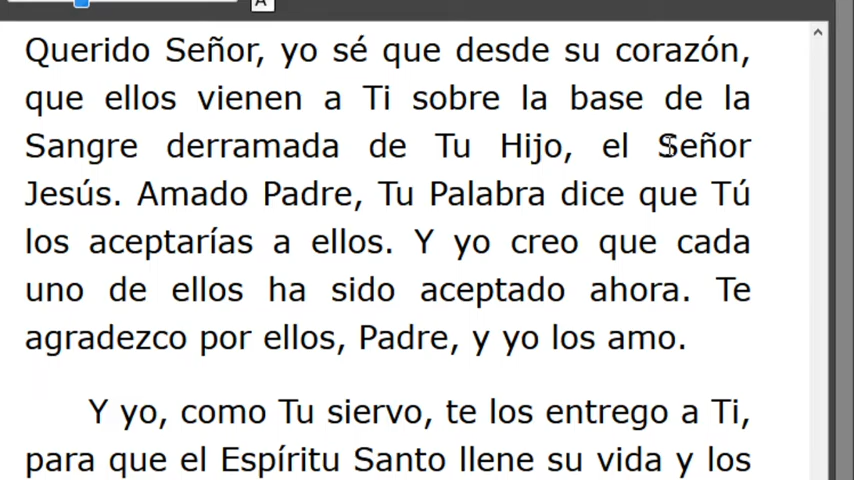 A
Querido Señor, yo sé que desde su corazón,
que ellos vienen a Ti sobre la base de la
Sangre derramada de Tu Hijo, el Señor
Jesús. Amado Padre, Tu Palabra dice que Tú
los aceptarías a ellos. Y yo creo que cada
uno de ellos ha sido aceptado ahora. Te
agradezco por ellos, Padre, y yo los amo.
Y yo, como Tu siervo, te los entrego a Ti,
para que el Espíritu Santo llene su vida y los